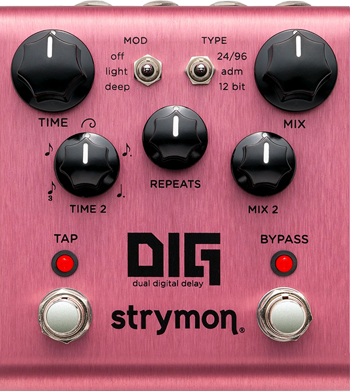 MOD
off
light
deep
TYPE
24/96
adm
12 bit
TIME
MIX
3
TIME 2
REPEATS
MIX 2
TAP
BYPASS
DIG
dual digital delay
strymon®